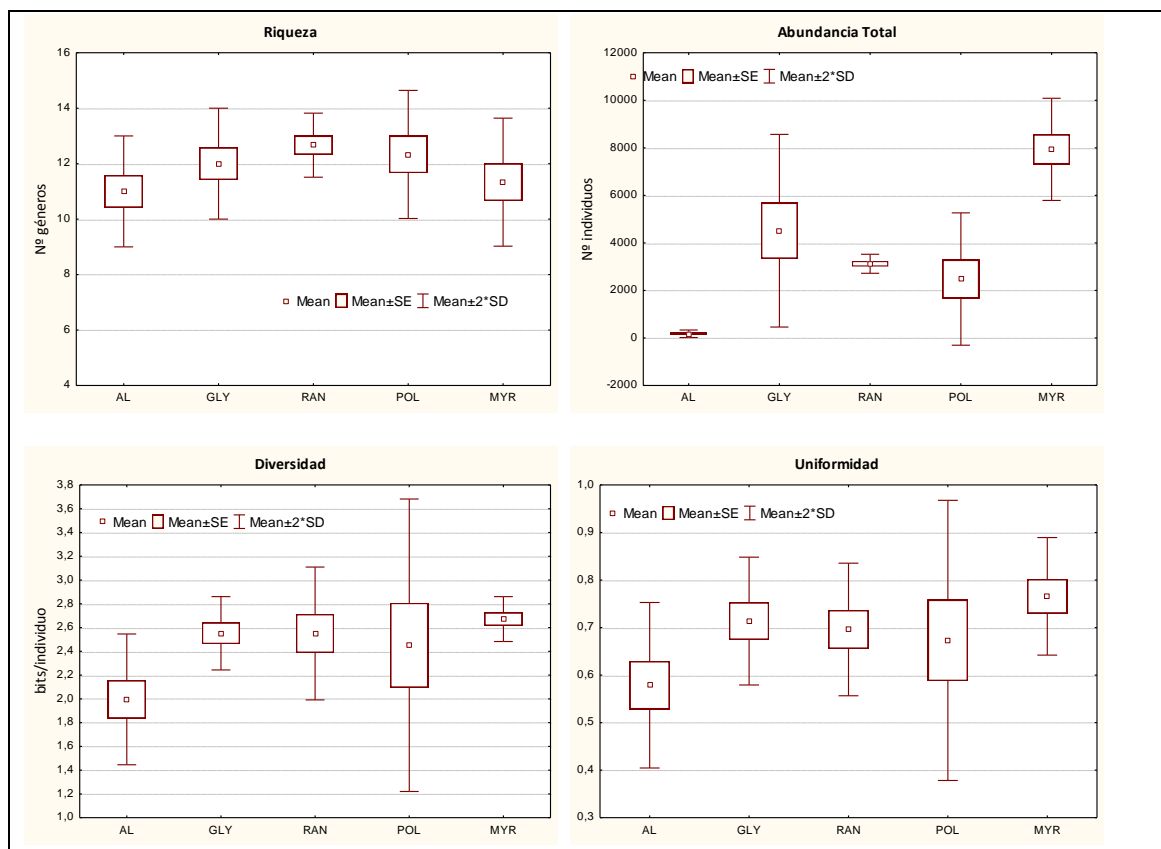 Riqueza
16
14
12
10
8
6
4
Nº géneros
Mean Mean±SE Mean±2*SD
AL GLY RAN POL MYR
Abundancia Total
12000
10000
8000
6000
4000
2000
0
-2000
Nº individuos
Mean Mean±SE Mean±2*SD
AL GLY RAN POL MYR
Diversidad
3,8
3,6
3,4
3,2
3,0
2,8
2,6
2,4
2,2
2,0
1,8
1,6
1,4
1,2
1,0
bits/individuo
Mean Mean±SE Mean±2*SD
AL GLY RAN POL MYR
Uniformidad
1,0
0,9
0,8
0,7
0,6
0,5
0,4
0,3
Mean Mean±SE Mean±2*SD
AL GLY RAN POL MYR